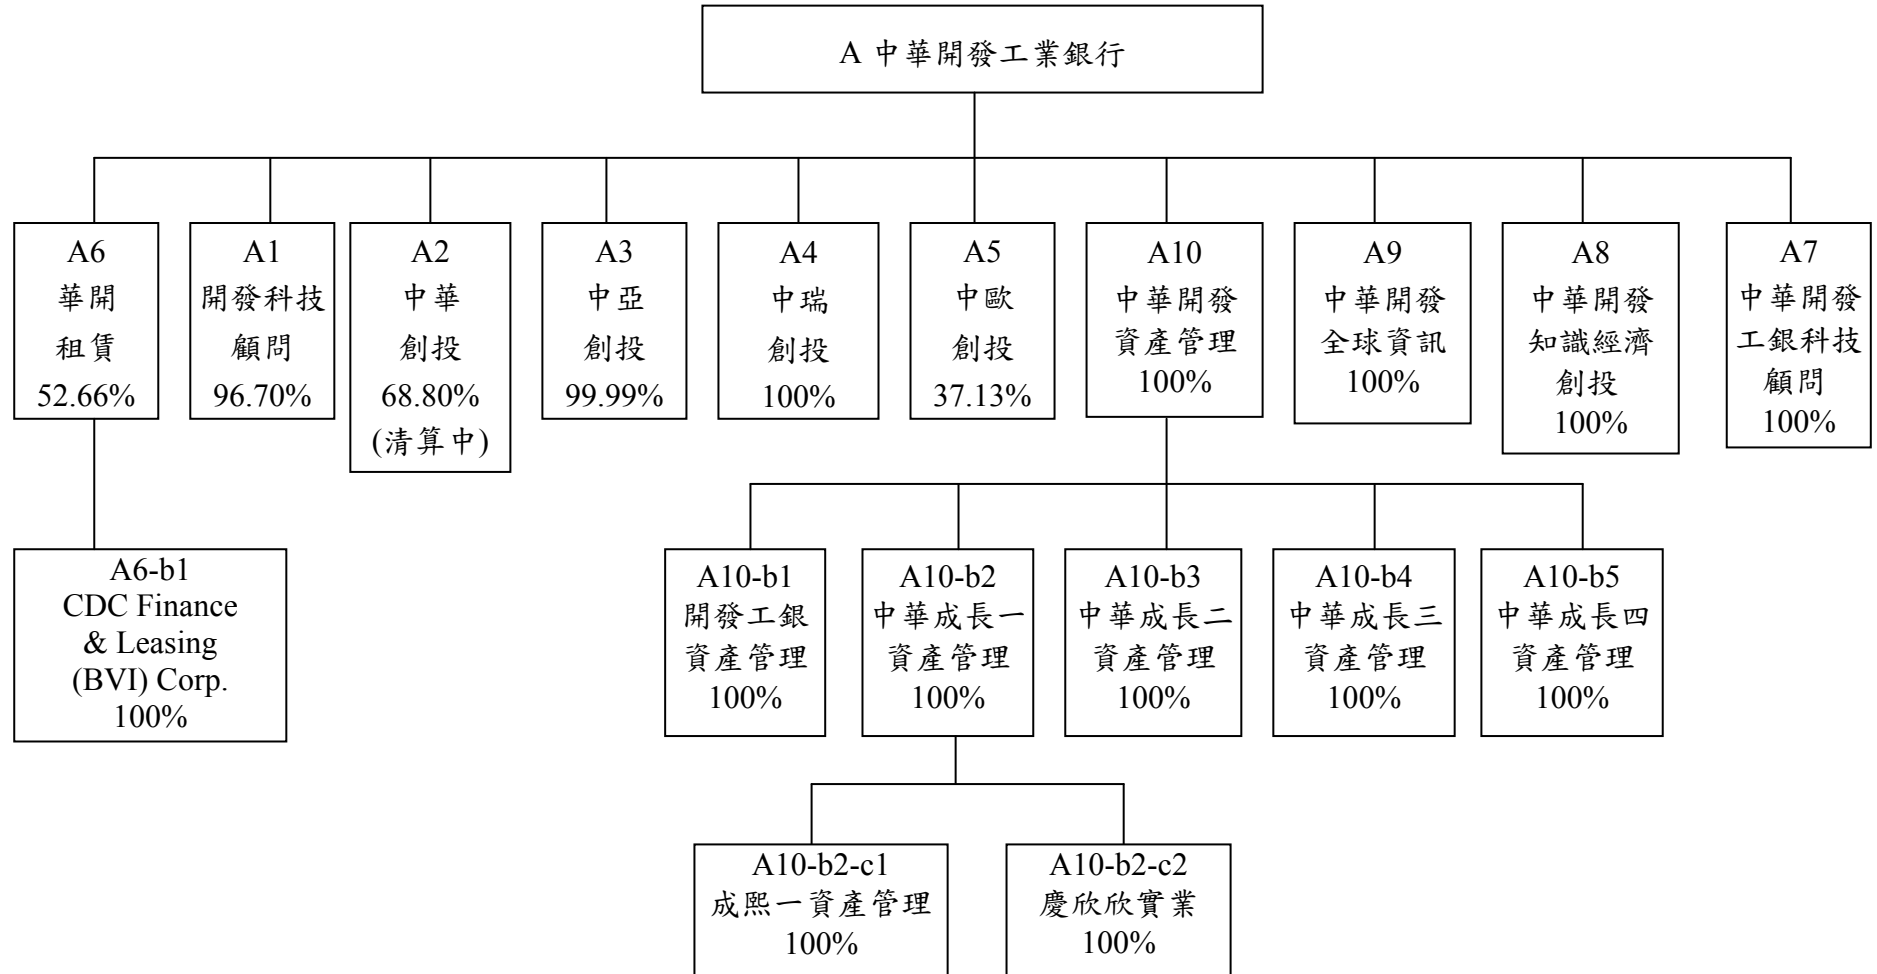 A 中華開發工業銀行
A6
華開
租賃
52.66%
A1
開發科技
顧問
96.70%
A2
中華
創投
68.80%
(清算中)
A3
中亞
創投
99.99%
A4
中瑞
創投
100%
A5
中歐
創投
37.13%
A10
中華開發
資產管理
100%
A9
中華開發
全球資訊
100%
A8
中華開發
知識經濟
創投
100%
A7
中華開發
工銀科技
顧問
100%
A6-b1
CDC Finance
& Leasing
(BVI) Corp.
100%
A10-b1
開發工銀
資產管理
100%
A10-b2
中華成長一
資產管理
100%
A10-b3
中華成長二
資產管理
100%
A10-b4
中華成長三
資產管理
100%
A10-b5
中華成長四
資產管理
100%
A10-b2-c1
成熙一資產管理
100%
A10-b2-c2
慶欣欣實業
100%